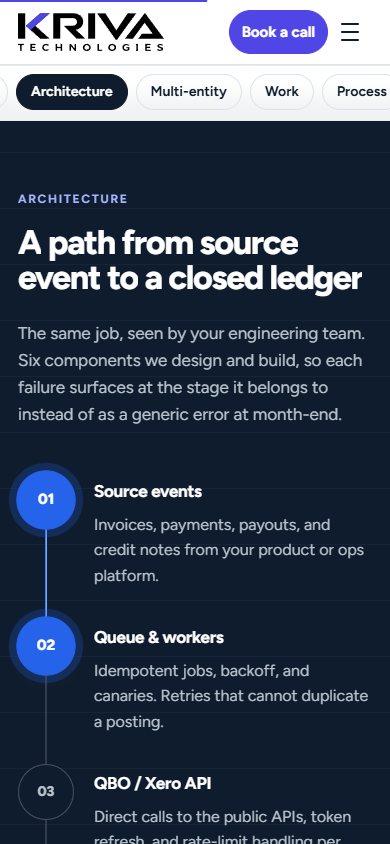 KRIVA
TECHNOLOGIES
Book a call
Architecture
Multi-entity
Work
Process
ARCHITECTURE
A path from source
event to a closed ledger
The same job, seen by your engineering team.
Six components we design and build, so each
failure surfaces at the stage it belongs to
instead of as a generic error at month-end.
01
Source events
Invoices, payments, payouts, and
credit notes from your product or ops
platform.
02
Queue & workers
Idempotent jobs, backoff, and
canaries. Retries that cannot duplicate
a posting.
03
QBO / Xero API
Direct calls to the public APIs, token
refresh, and rate-limit handling per